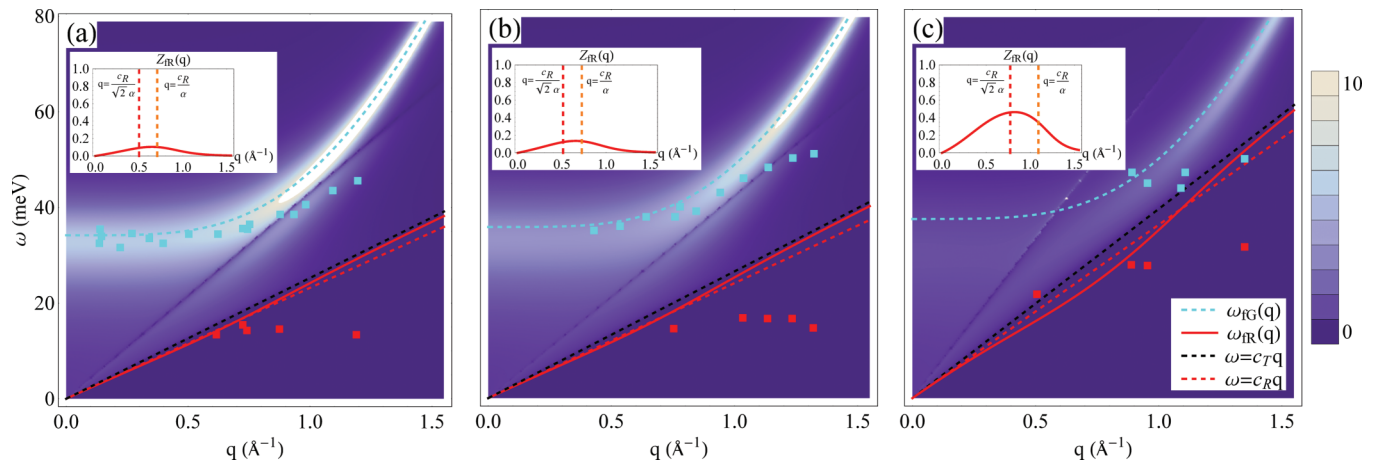 (a)
Z_fR(q)
1.0
0.8
0.6
0.4
0.2
0.0
q=c_R/(√2 α)
q=c_R/α
0.0 0.5 1.0 1.5
q (Å⁻¹)
80
60
40
20
0
ω (meV)
0.0 0.5 1.0 1.5
q (Å⁻¹)
(b)
Z_fR(q)
1.0
0.8
0.6
0.4
0.2
0.0
q=c_R/(√2 α)
q=c_R/α
0.0 0.5 1.0 1.5
q (Å⁻¹)
0.0 0.5 1.0 1.5
q (Å⁻¹)
(c)
Z_fR(q)
1.0
0.8
0.6
0.4
0.2
0.0
q=c_R/(√2 α)
q=c_R/α
0.0 0.5 1.0 1.5
q (Å⁻¹)
ω_fG(q)
ω_fR(q)
ω=c_T q
ω=c_R q
0.0 0.5 1.0 1.5
q (Å⁻¹)
10
0